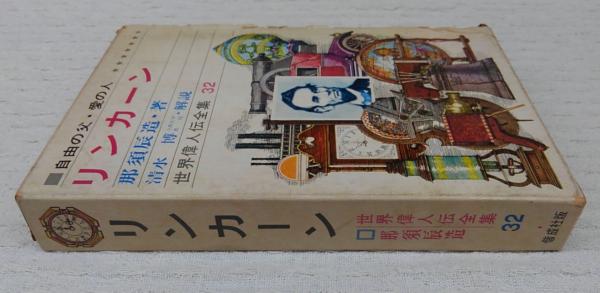 ■自由の父・愛の人
リンカーン
那須辰造・著
清水 博・解説
世界偉人伝全集 32
リンカーン
世界偉人伝全集
那須辰造
32
偕成社版